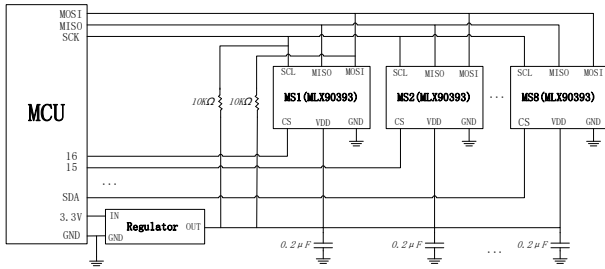 MOSI
MISO
SCK
SCL MISO MOSI SCL MISO MOSI SCL MISO MOSI
MS1(MLX90393) MS2(MLX90393) ... MS8(MLX90393)
10KΩ 10KΩ
MCU
CS VDD GND CS VDD GND CS VDD GND
16
15
...
SDA
3.3V IN
Regulator OUT
GND GND
0.2μF 0.2μF ... 0.2μF